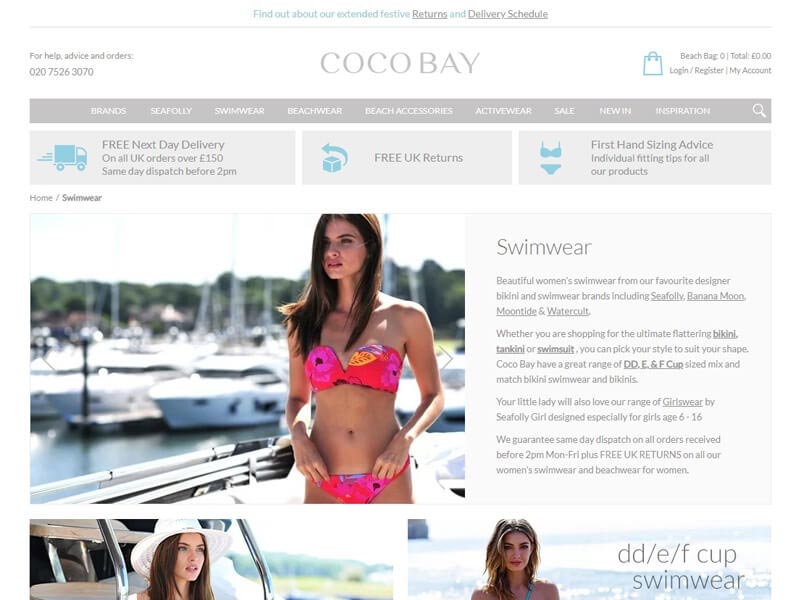 Find out about our extended festive Returns and Delivery Schedule
For help, advice and orders:
020 7526 3070
COCO BAY
Beach Bag: 0 | Total: £0.00
Login / Register | My Account
BRANDS SEAFOLLY SWIMWEAR BEACHWEAR BEACH ACCESSORIES ACTIVEWEAR SALE NEW IN INSPIRATION
FREE Next Day Delivery
On all UK orders over £150
Same day dispatch before 2pm
FREE UK Returns
First Hand Sizing Advice
Individual fitting tips for all
our products
Home / Swimwear
Swimwear
Beautiful women's swimwear from our favourite designer
bikini and swimwear brands including Seafolly, Banana Moon,
Moontide & Watercult.
Whether you are shopping for the ultimate flattering bikini,
tankini or swimsuit , you can pick your style to suit your shape.
Coco Bay have a great range of DD, E, & F Cup sized mix and
match bikini swimwear and bikinis.
Your little lady will also love our range of Girlswear by
Seafolly Girl designed especially for girls age 6 - 16
We guarantee same day dispatch on all orders received
before 2pm Mon-Fri plus FREE UK RETURNS on all our
women's swimwear and beachwear for women.
dd/e/f cup
swimwear